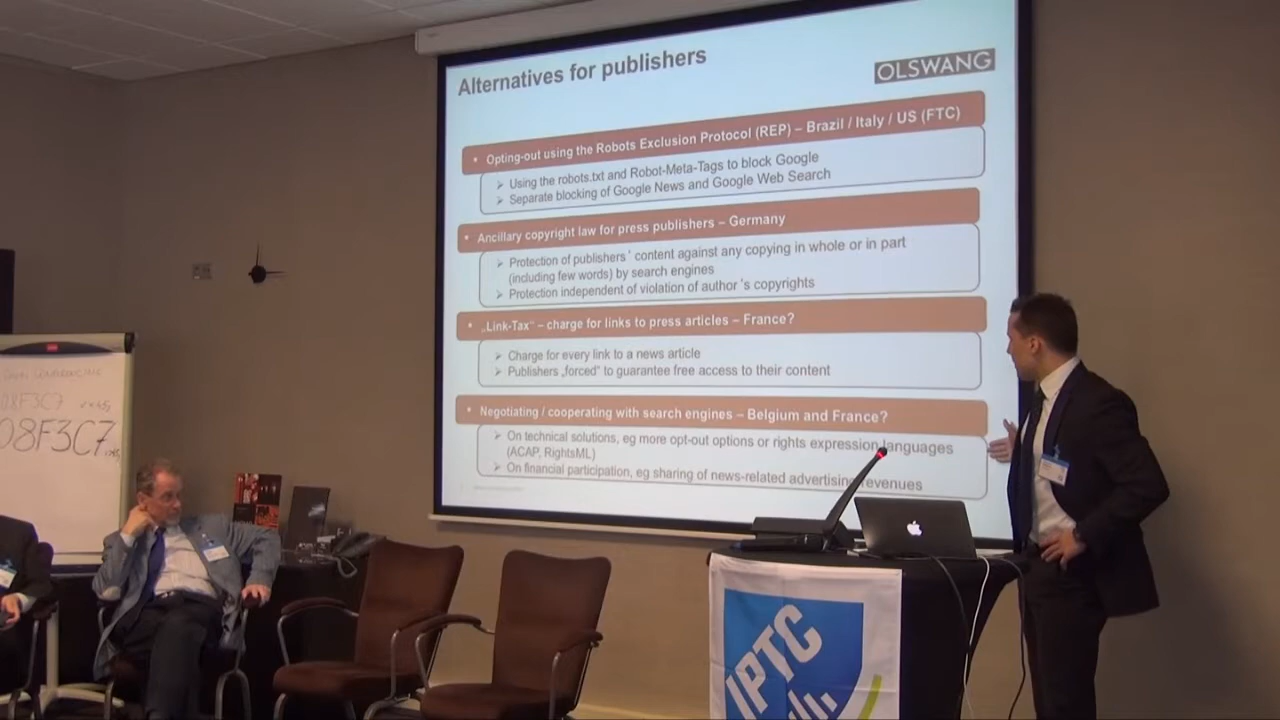 Alternatives for publishers
OLSWANG
• Opting-out using the Robots Exclusion Protocol (REP) – Brazil / Italy / US (FTC)
➢ Using the robots.txt and Robot-Meta-Tags to block Google
➢ Separate blocking of Google News and Google Web Search
• Ancillary copyright law for press publishers – Germany
➢ Protection of publishers ' content against any copying in whole or in part
(including few words) by search engines
➢ Protection independent of violation of author 's copyrights
• „Link-Tax“ – charge for links to press articles – France?
➢ Charge for every link to a news article
➢ Publishers „forced“ to guarantee free access to their content
• Negotiating / cooperating with search engines – Belgium and France?
➢ On technical solutions, eg more opt-out options or rights expression languages
(ACAP, RightsML)
➢ On financial participation, eg sharing of news-related advertising revenues
08F3C7
08F3C7
IPTC